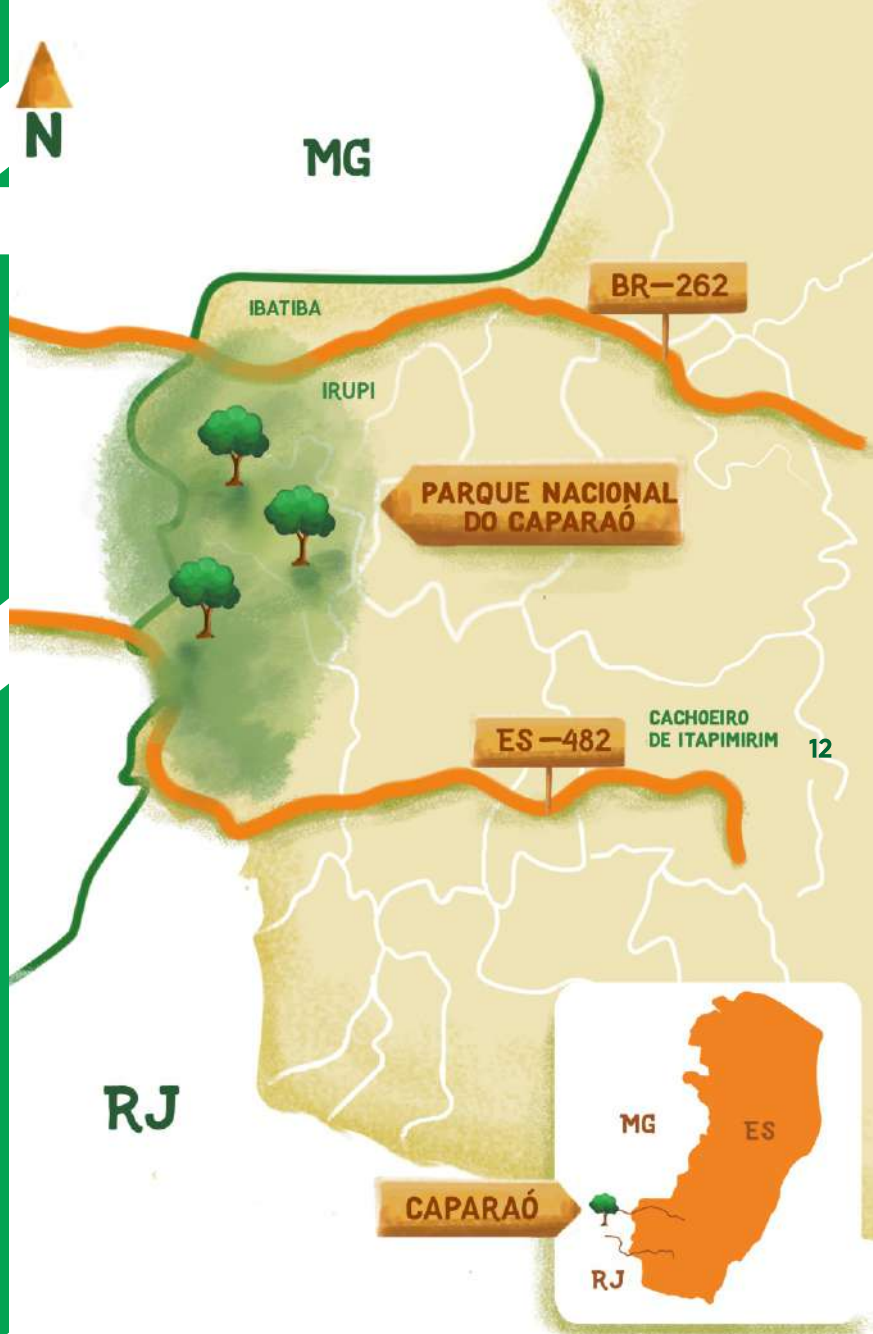 N
MG
BR-262
IBATIBA
IRUPI
PARQUE NACIONAL
DO CAPARAÓ
ES-482
CACHOEIRO
DE ITAPIMIRIM
12
RJ
MG
ES
CAPARAÓ
RJ